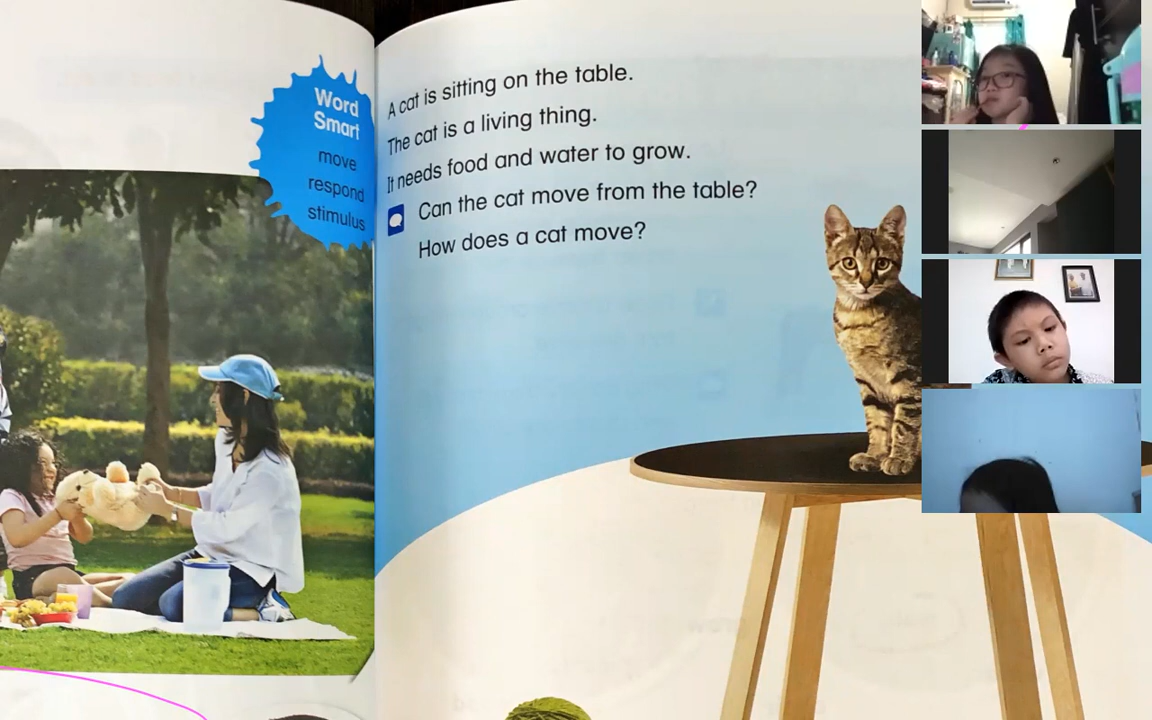 Word
Smart
move
respond
stimulus
A cat is sitting on the table.
The cat is a living thing.
It needs food and water to grow.
Can the cat move from the table?
How does a cat move?